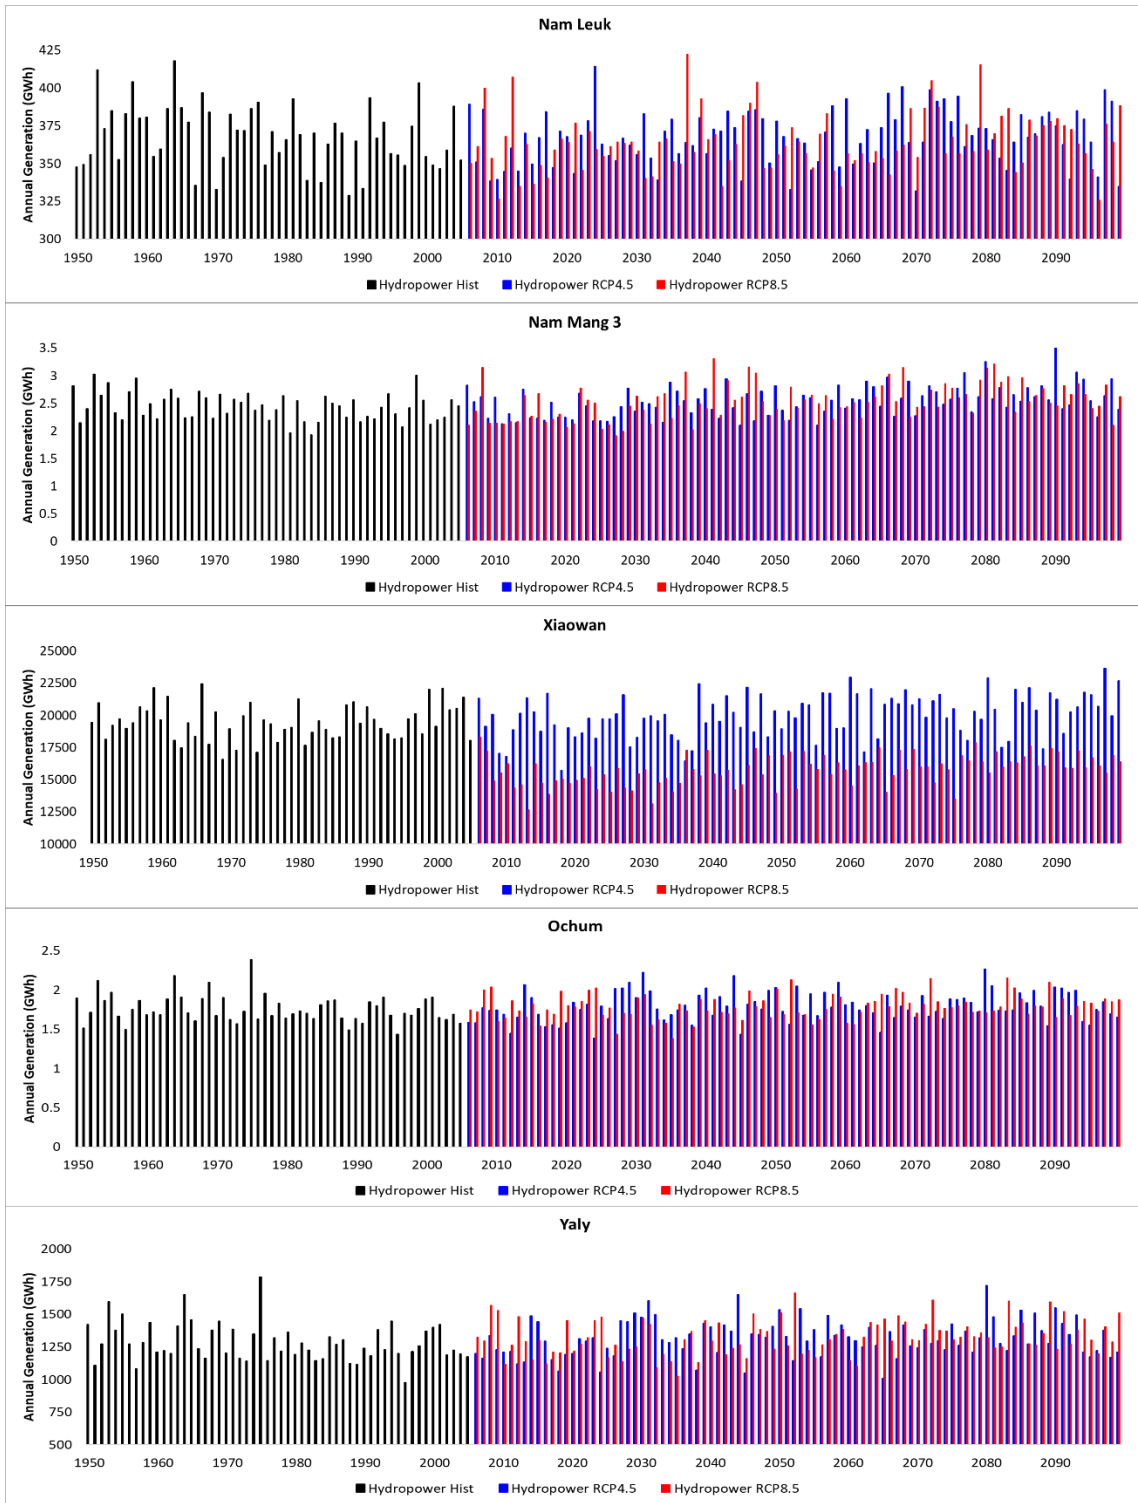 Nam Leuk
Annual Generation (GWh)
425
400
375
350
325
300
1950 1960 1970 1980 1990 2000 2010 2020 2030 2040 2050 2060 2070 2080 2090
Hydropower Hist Hydropower RCP4.5 Hydropower RCP8.5
Nam Mang 3
Annual Generation (GWh)
3.5
3
2.5
2
1.5
1
0.5
0
1950 1960 1970 1980 1990 2000 2010 2020 2030 2040 2050 2060 2070 2080 2090
Hydropower Hist Hydropower RCP4.5 Hydropower RCP8.5
Xiaowan
Annual Generation (GWh)
25000
22500
20000
17500
15000
12500
10000
1950 1960 1970 1980 1990 2000 2010 2020 2030 2040 2050 2060 2070 2080 2090
Hydropower Hist Hydropower RCP4.5 Hydropower RCP8.5
Ochum
Annual Generation (GWh)
2.5
2
1.5
1
0.5
0
1950 1960 1970 1980 1990 2000 2010 2020 2030 2040 2050 2060 2070 2080 2090
Hydropower Hist Hydropower RCP4.5 Hydropower RCP8.5
Yaly
Annual Generation (GWh)
2000
1750
1500
1250
1000
750
500
1950 1960 1970 1980 1990 2000 2010 2020 2030 2040 2050 2060 2070 2080 2090
Hydropower Hist Hydropower RCP4.5 Hydropower RCP8.5